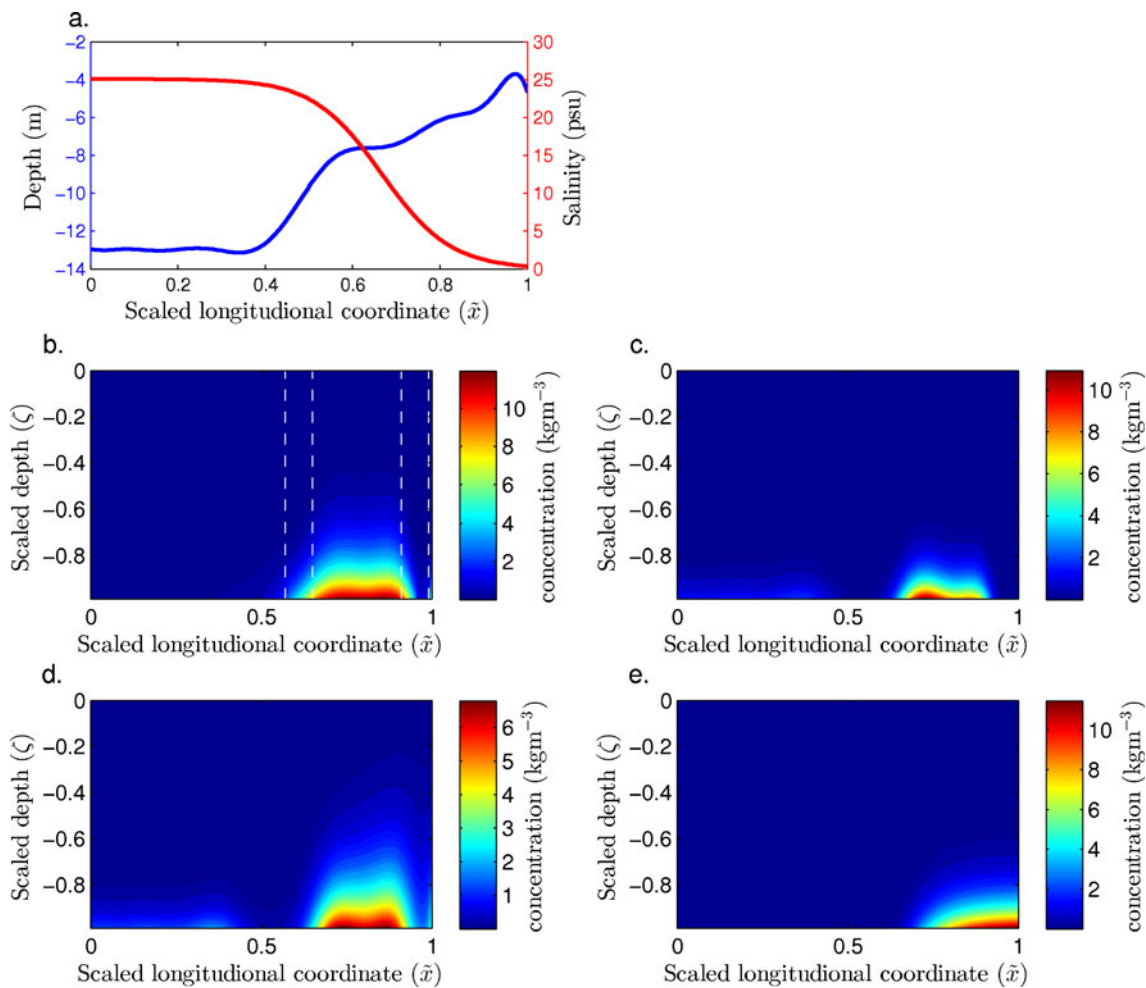 a.
-2
-4
-6
-8
-10
-12
-14
Depth (m)
30
25
20
15
10
5
0
Salinity (psu)
0 0.2 0.4 0.6 0.8 1
Scaled longitudional coordinate (x̃)
b.
0
-0.2
-0.4
-0.6
-0.8
Scaled depth (ζ)
0 0.5 1
Scaled longitudional coordinate (x̃)
10
8
6
4
2
concentration (kgm⁻³)
c.
0
-0.2
-0.4
-0.6
-0.8
Scaled depth (ζ)
0 0.5 1
Scaled longitudional coordinate (x̃)
10
8
6
4
2
concentration (kgm⁻³)
d.
0
-0.2
-0.4
-0.6
-0.8
Scaled depth (ζ)
0 0.5 1
Scaled longitudional coordinate (x̃)
6
5
4
3
2
1
concentration (kgm⁻³)
e.
0
-0.2
-0.4
-0.6
-0.8
Scaled depth (ζ)
0 0.5 1
Scaled longitudional coordinate (x̃)
10
8
6
4
2
concentration (kgm⁻³)